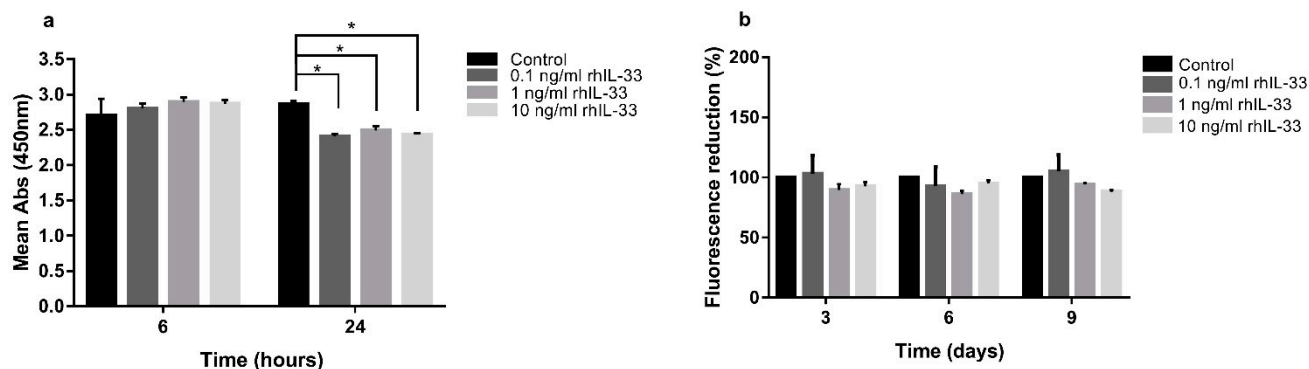 a
Mean Abs (450nm)
3.5
3.0
2.5
2.0
1.5
1.0
0.5
0.0
6
24
Time (hours)
*
*
*
Control
0.1 ng/ml rhIL-33
1 ng/ml rhIL-33
10 ng/ml rhIL-33
b
Fluorescence reduction (%)
200
150
100
50
0
3
6
9
Time (days)
Control
0.1 ng/ml rhIL-33
1 ng/ml rhIL-33
10 ng/ml rhIL-33